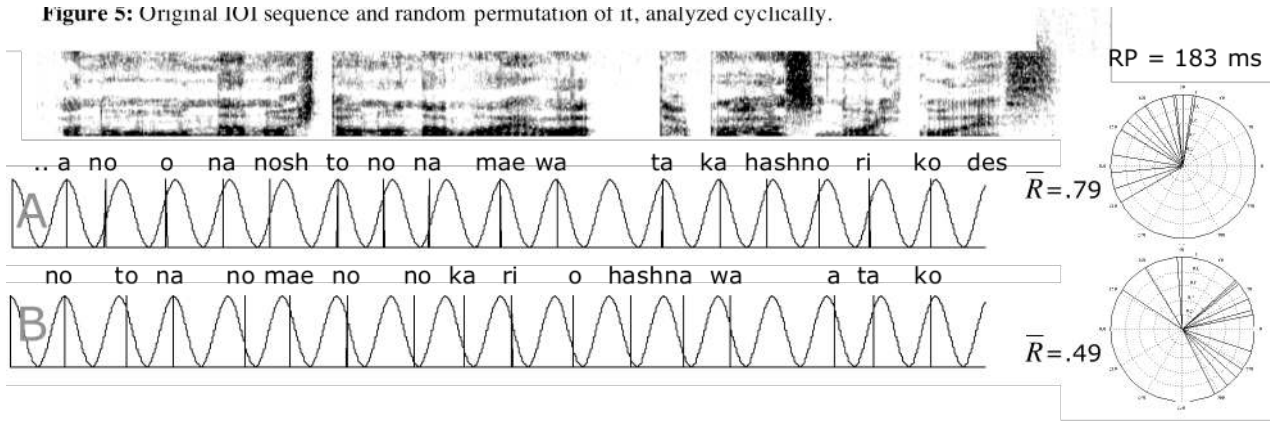 Figure 5: Original IOI sequence and random permutation of it, analyzed cyclically.
RP = 183 ms
.. a no o na nosh to no na mae wa ta ka hashno ri ko des
A
R̅=.79
no to na no mae no no ka ri o hashna wa a ta ko
B
R̅=.49